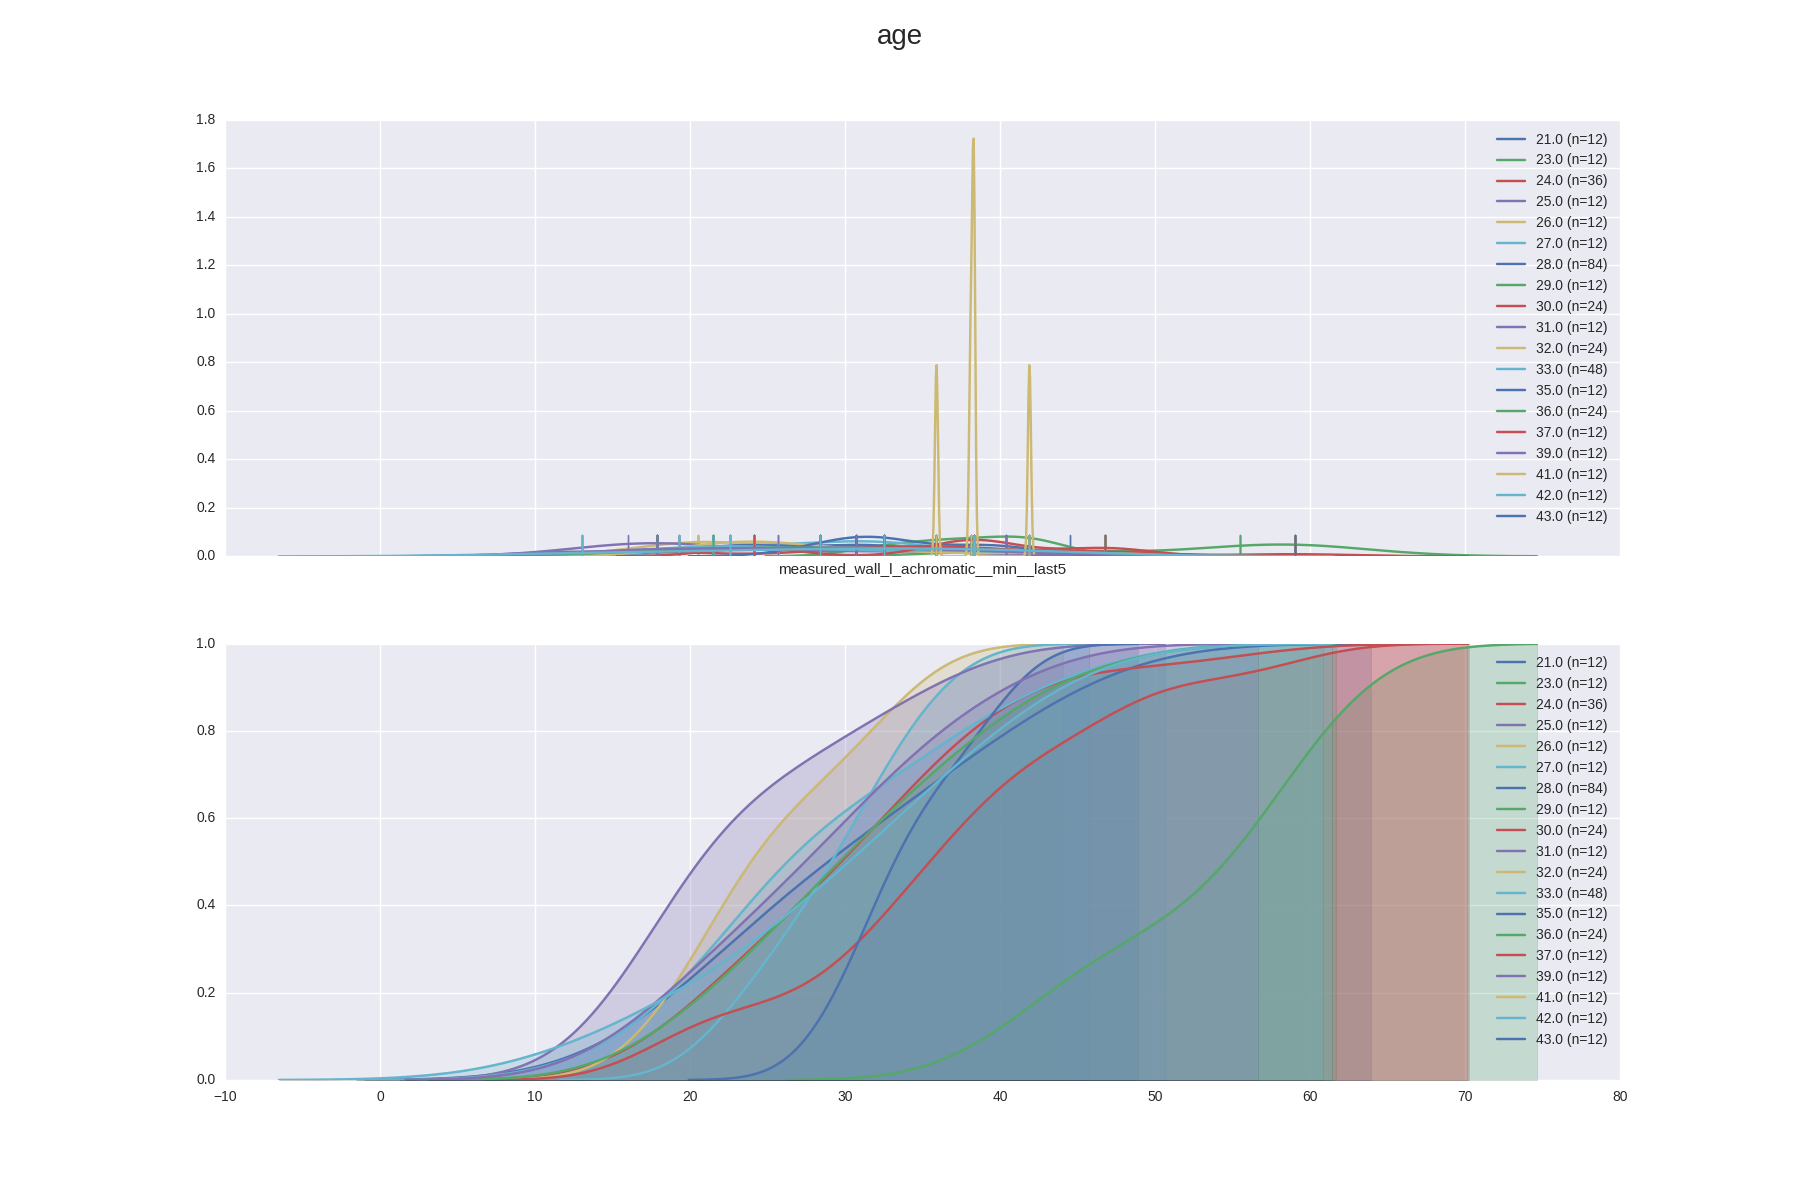 age
1.8
1.6
1.4
1.2
1.0
0.8
0.6
0.4
0.2
0.0
21.0 (n=12)
23.0 (n=12)
24.0 (n=36)
25.0 (n=12)
26.0 (n=12)
27.0 (n=12)
28.0 (n=84)
29.0 (n=12)
30.0 (n=24)
31.0 (n=12)
32.0 (n=24)
33.0 (n=48)
35.0 (n=12)
36.0 (n=24)
37.0 (n=12)
39.0 (n=12)
41.0 (n=12)
42.0 (n=12)
43.0 (n=12)
measured_wall_l_achromatic__min__last5
1.0
0.8
0.6
0.4
0.2
0.0
21.0 (n=12)
23.0 (n=12)
24.0 (n=36)
25.0 (n=12)
26.0 (n=12)
27.0 (n=12)
28.0 (n=84)
29.0 (n=12)
30.0 (n=24)
31.0 (n=12)
32.0 (n=24)
33.0 (n=48)
35.0 (n=12)
36.0 (n=24)
37.0 (n=12)
39.0 (n=12)
41.0 (n=12)
42.0 (n=12)
43.0 (n=12)
−10 0 10 20 30 40 50 60 70 80